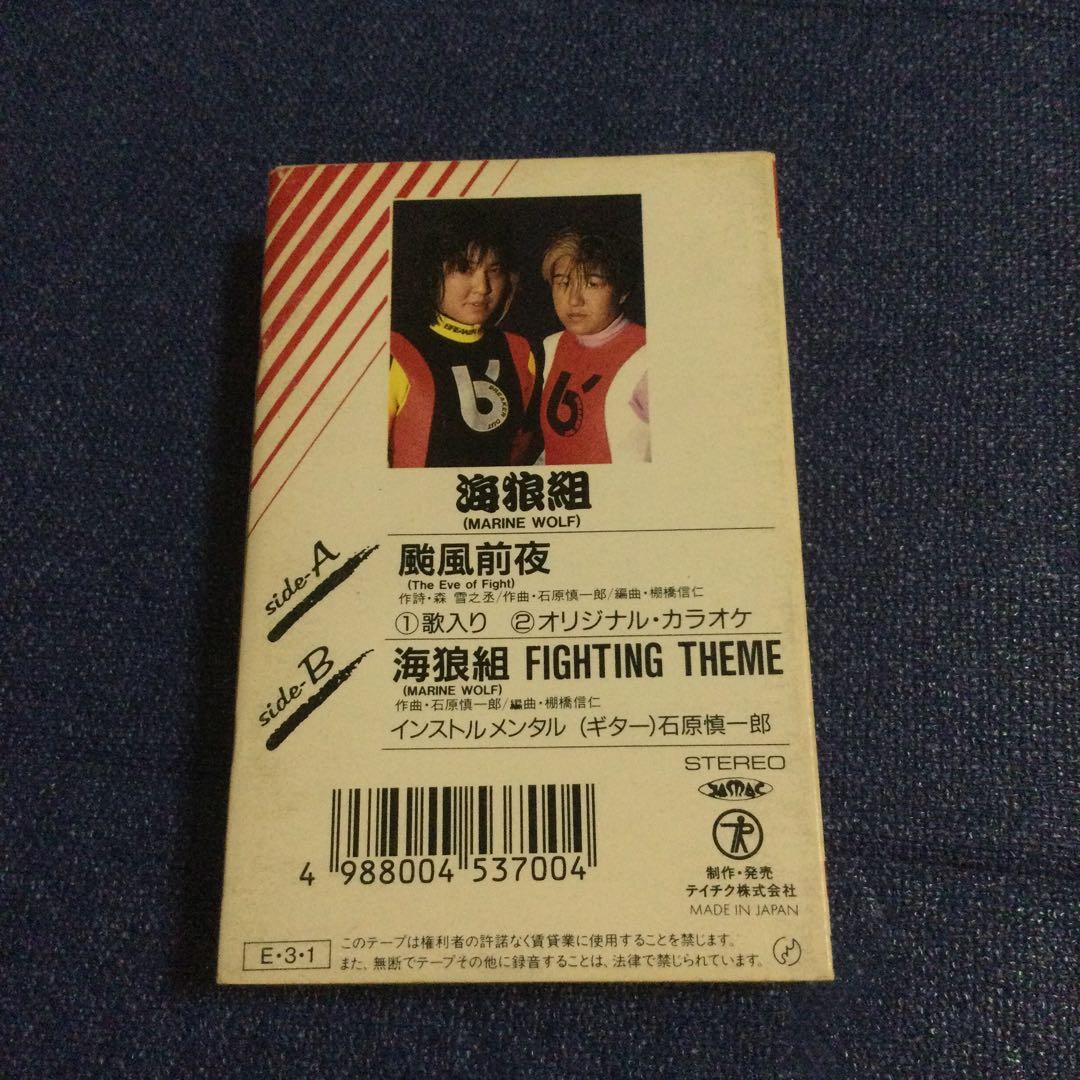 BREAKIN
b'
BREAKER OUT
b'
海狼組
(MARINE WOLF)
side-A
颱風前夜
(The Eve of Fight)
作詩・森 雪之丞/作曲・石原慎一郎/編曲・棚橋信仁
①歌入り ②オリジナル・カラオケ
side-B
海狼組 FIGHTING THEME
(MARINE WOLF)
作曲・石原慎一郎/編曲・棚橋信仁
インストルメンタル (ギター)石原慎一郎
STEREO
JASRAC
4 988004 537004
制作・発売
テイチク株式会社
MADE IN JAPAN
E・3・1
このテープは権利者の許諾なく賃貸業に使用することを禁じます。
また、無断でテープその他に録音することは、法律で禁じられています。